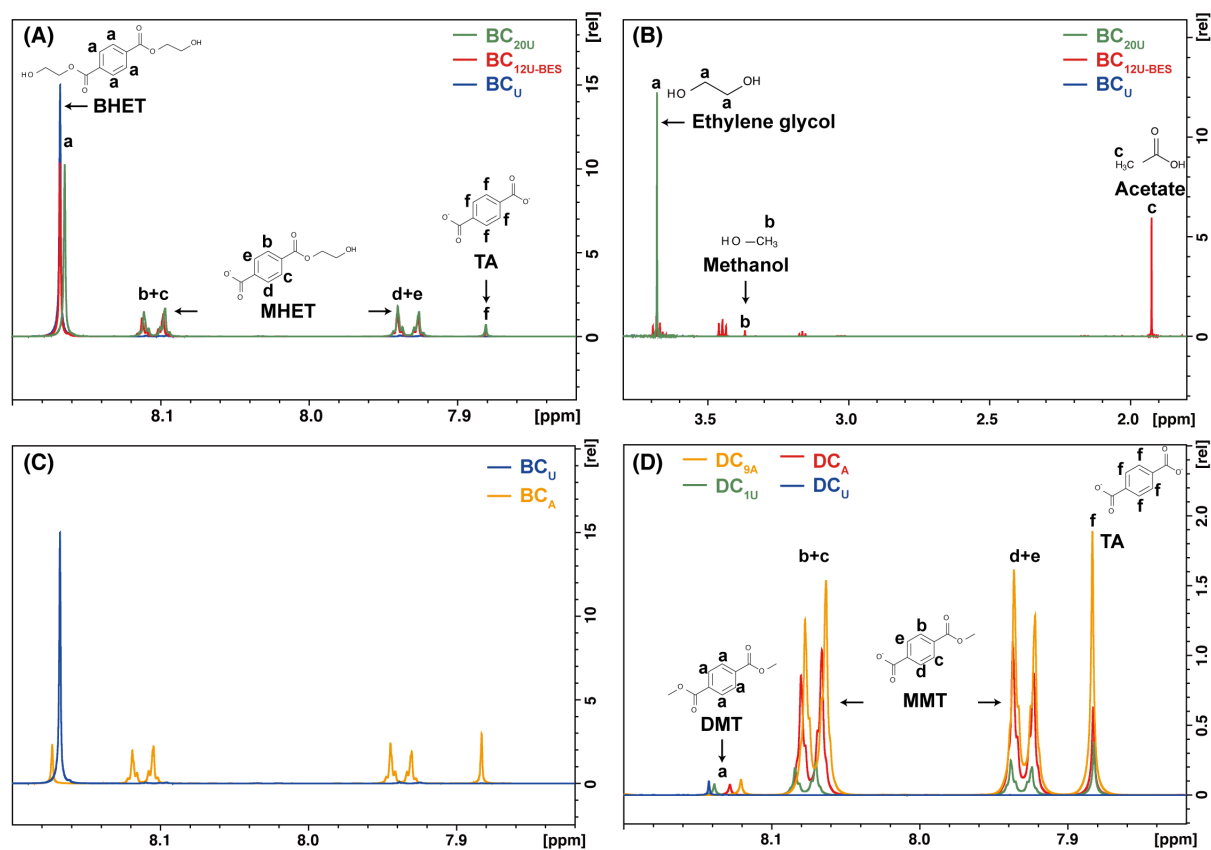 (A)
BC20U
BC12U-BES
BCU
a a
a a
O OH
O
HO O O
BHET
a
f f
f f
O
O-
O-
O
TA
f
b
e
c
d
O
O OH
O-
O
b+c
MHET
d+e
15
10
5
0
[rel]
8.1 8.0 7.9 [ppm]
(B)
BC20U
BC12U-BES
BCU
a
a
HO OH
a
Ethylene glycol
b
HO CH3
Methanol
b
O
c
H3C OH
Acetate
c
15
10
5
0
[rel]
3.5 3.0 2.5 2.0 [ppm]
(C)
BCU
BCA
15
10
5
0
[rel]
8.1 8.0 7.9 [ppm]
(D)
DC9A DCA
DC1U DCU
f f
f f
O
O-
O-
O
f
TA
b+c
d+e
b
e
c
d
O
O
O-
O
MMT
a
a
a
a
O
O
O
O
DMT
a
2.0
1.5
1.0
0.5
0
[rel]
8.1 8.0 7.9 [ppm]